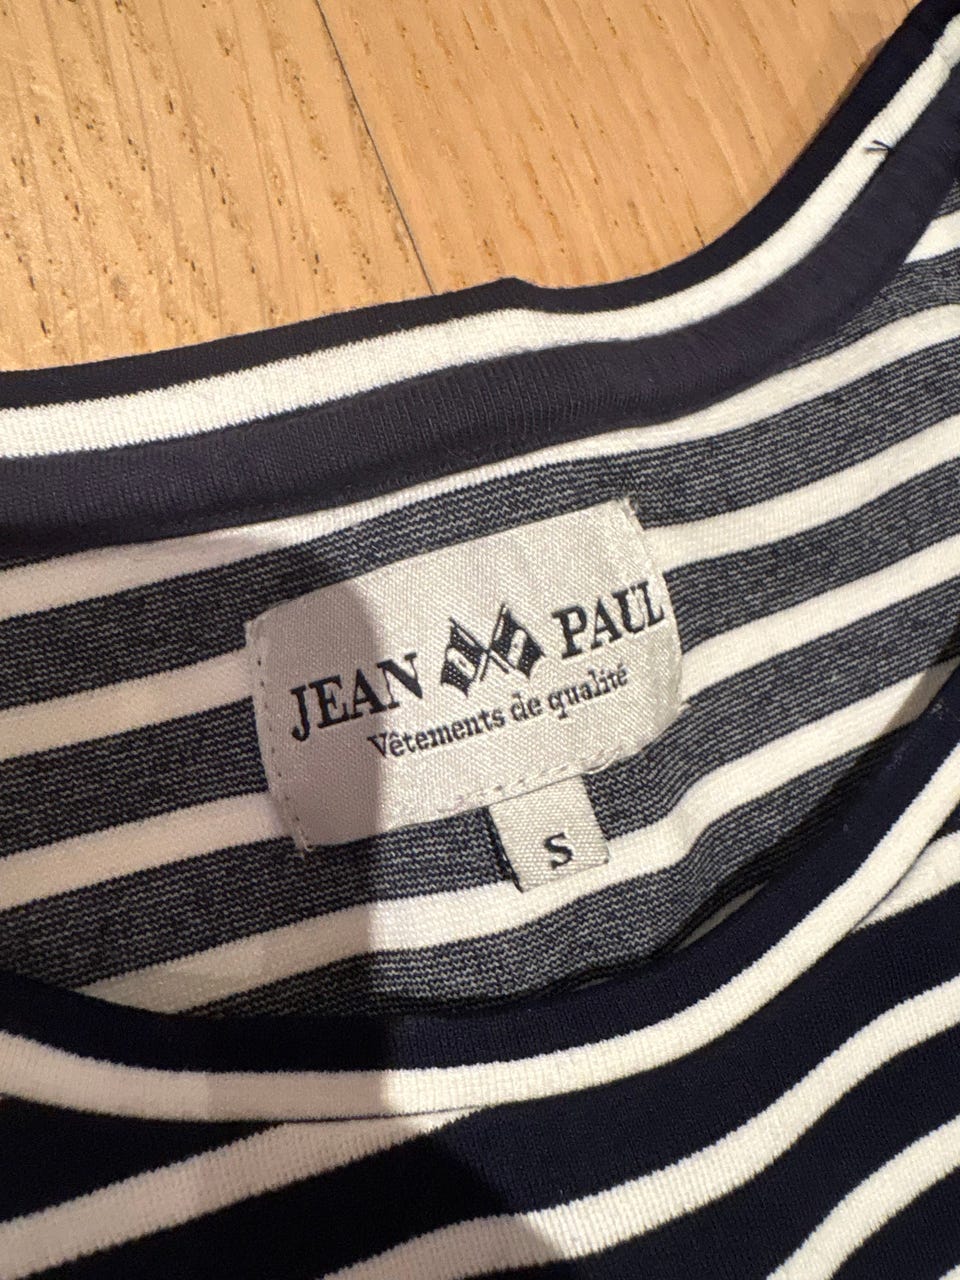 JEAN PAUL
Vêtements de qualité
S